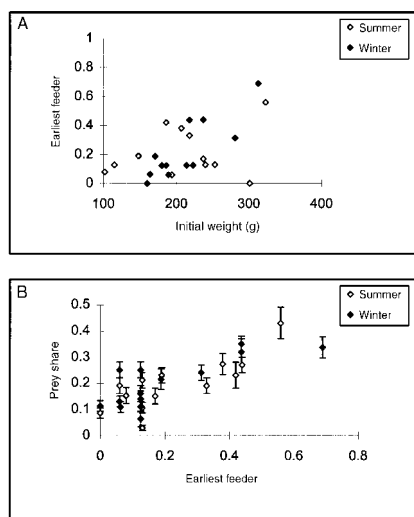 A
Summer
Winter
Earliest feeder
1
0.8
0.6
0.4
0.2
0
100
200
300
400
Initial weight (g)
B
Summer
Winter
Prey share
0.5
0.4
0.3
0.2
0.1
0
0
0.2
0.4
0.6
0.8
Earliest feeder